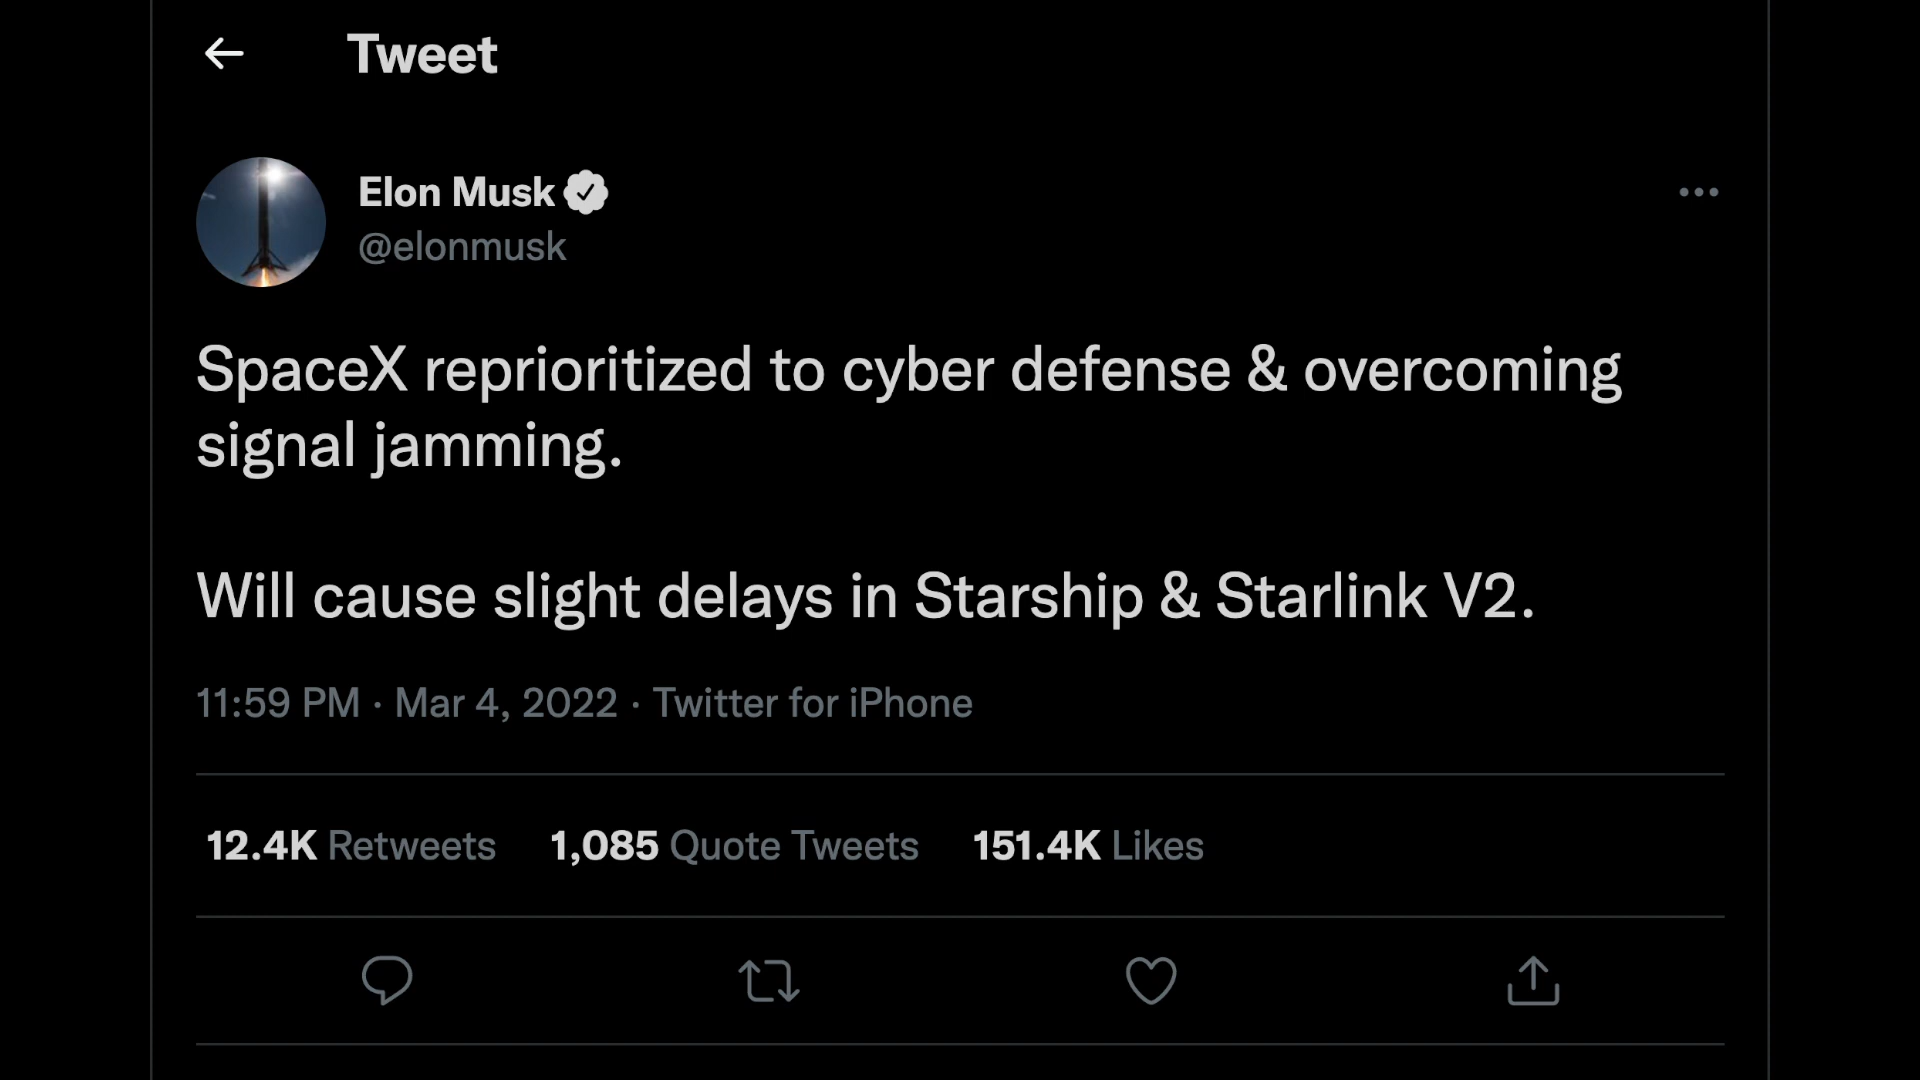 Tweet
Elon Musk
@elonmusk
SpaceX reprioritized to cyber defense & overcoming
signal jamming.
Will cause slight delays in Starship & Starlink V2.
11:59 PM · Mar 4, 2022 · Twitter for iPhone
12.4K Retweets 1,085 Quote Tweets 151.4K Likes